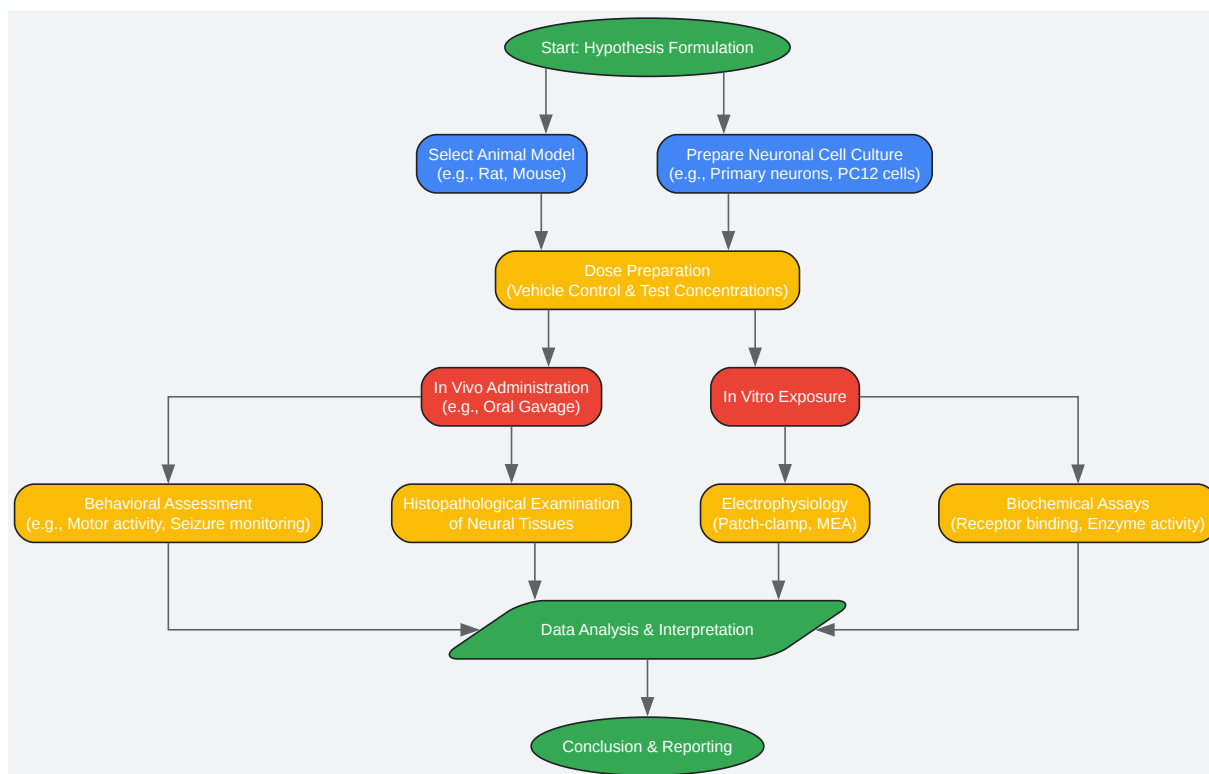 Start: Hypothesis Formulation
Select Animal Model
(e.g., Rat, Mouse)
Prepare Neuronal Cell Culture
(e.g., Primary neurons, PC12 cells)
Dose Preparation
(Vehicle Control & Test Concentrations)
In Vivo Administration
(e.g., Oral Gavage)
In Vitro Exposure
Behavioral Assessment
(e.g., Motor activity, Seizure monitoring)
Histopathological Examination
of Neural Tissues
Electrophysiology
(Patch-clamp, MEA)
Biochemical Assays
(Receptor binding, Enzyme activity)
Data Analysis & Interpretation
Conclusion & Reporting